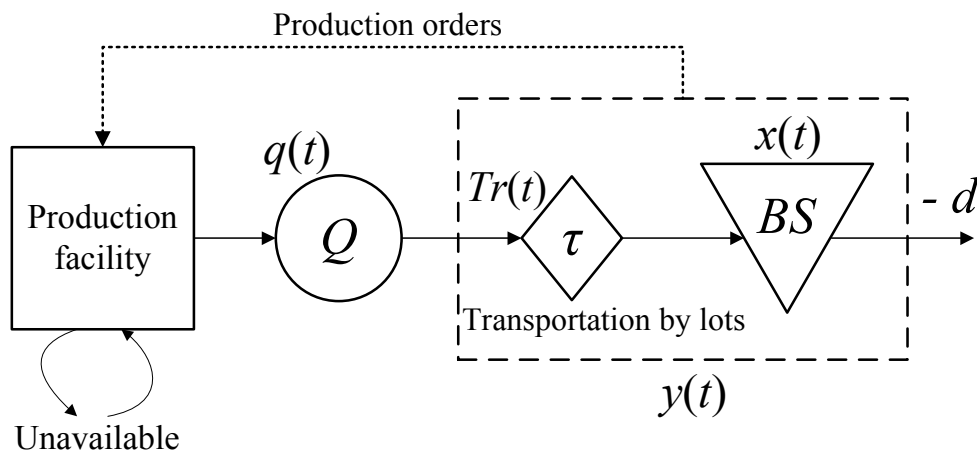 Production orders
q(t)
x(t)
Tr(t)
- d
Production
facility
Q
τ
BS
Transportation by lots
y(t)
Unavailable